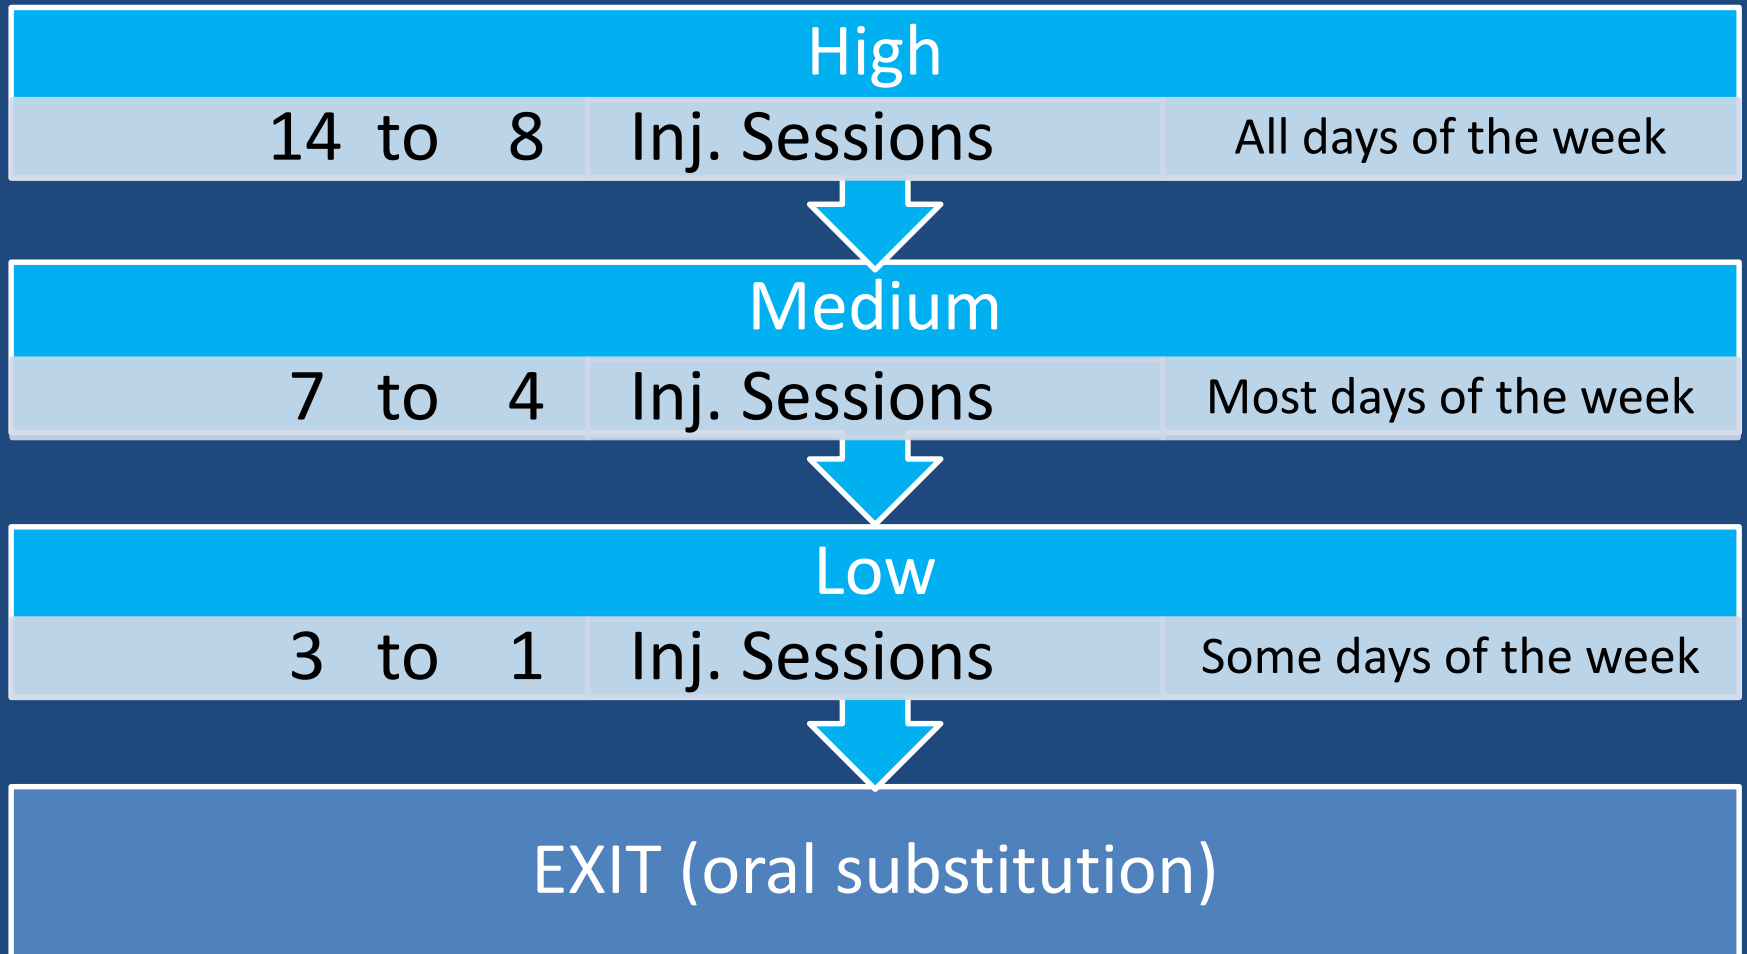 High
14 to 8 Inj. Sessions All days of the week
Medium
7 to 4 Inj. Sessions Most days of the week
Low
3 to 1 Inj. Sessions Some days of the week
EXIT (oral substitution)